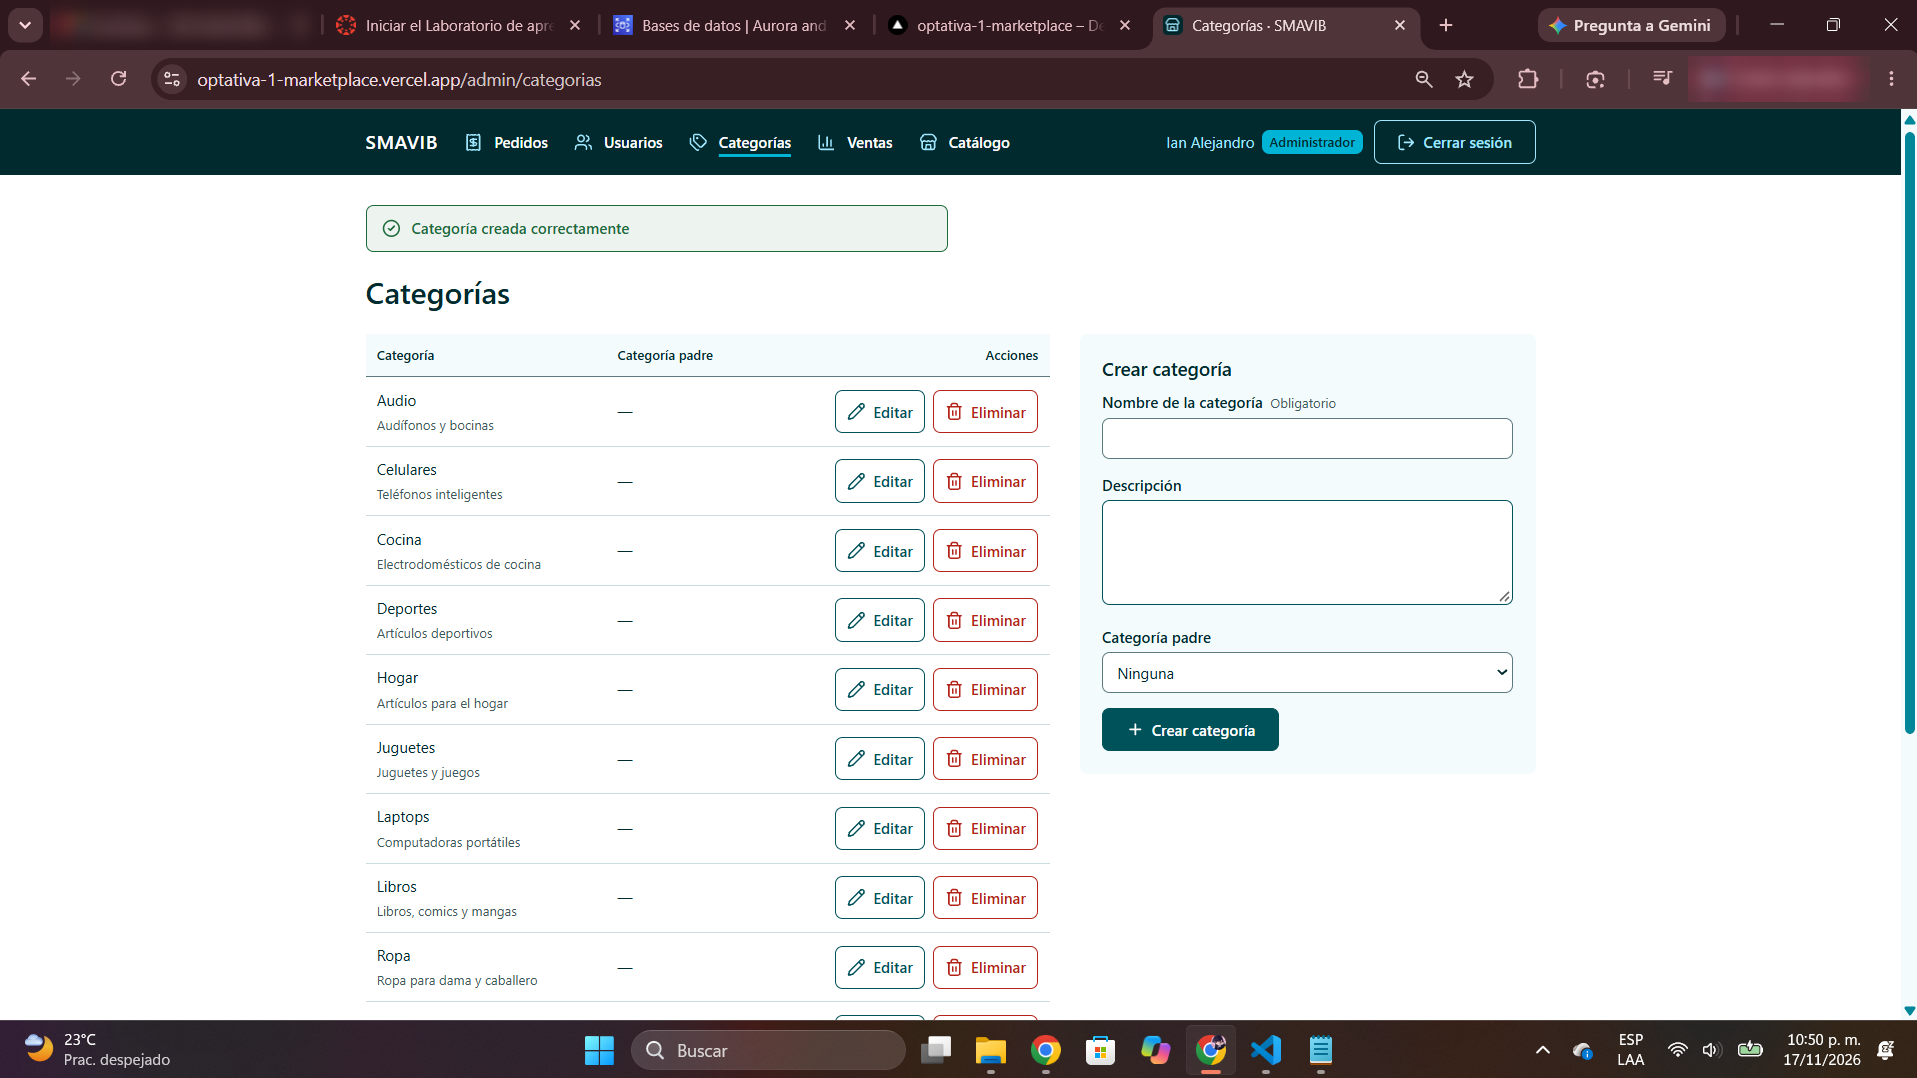 Iniciar el Laboratorio de apre
Bases de datos | Aurora and
optativa-1-marketplace – De
Categorías · SMAVIB
Pregunta a Gemini
optativa-1-marketplace.vercel.app/admin/categorias
SMAVIB
Pedidos
Usuarios
Categorías
Ventas
Catálogo
Ian Alejandro
Administrador
Cerrar sesión
Categoría creada correctamente
Categorías
Categoría
Categoría padre
Acciones
Audio
Audífonos y bocinas
—
Editar
Eliminar
Celulares
Teléfonos inteligentes
—
Editar
Eliminar
Cocina
Electrodomésticos de cocina
—
Editar
Eliminar
Deportes
Artículos deportivos
—
Editar
Eliminar
Hogar
Artículos para el hogar
—
Editar
Eliminar
Juguetes
Juguetes y juegos
—
Editar
Eliminar
Laptops
Computadoras portátiles
—
Editar
Eliminar
Libros
Libros, comics y mangas
—
Editar
Eliminar
Ropa
Ropa para dama y caballero
—
Editar
Eliminar
Crear categoría
Nombre de la categoría Obligatorio
Descripción
Categoría padre
Ninguna
+ Crear categoría
23°C
Prac. despejado
Buscar
ESP
LAA
10:50 p. m.
17/11/2026